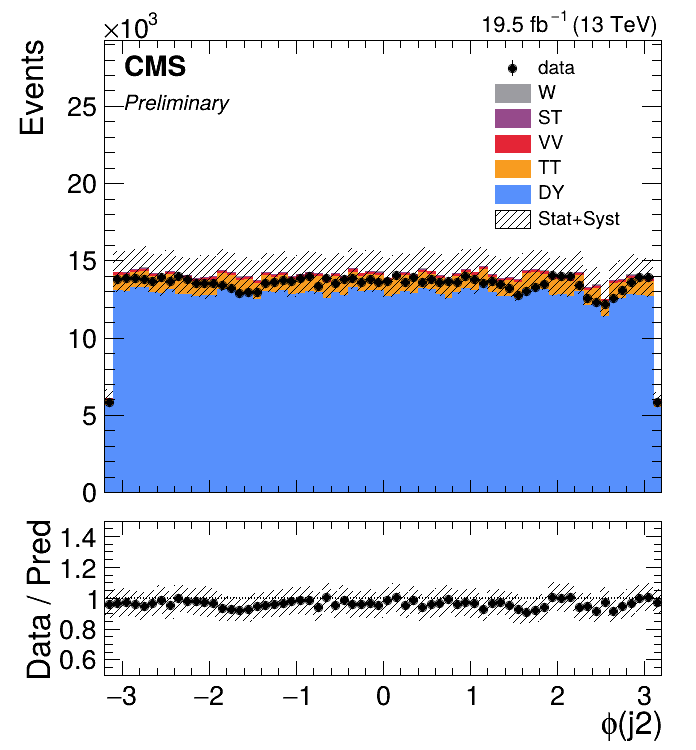 ×10³ 19.5 fb⁻¹ (13 TeV)
CMS
Preliminary
Events
25
20
15
10
5
0
data
W
ST
VV
TT
DY
Stat+Syst
Data / Pred
1.4
1.2
1
0.8
0.6
−3 −2 −1 0 1 2 3
ϕ(j2)